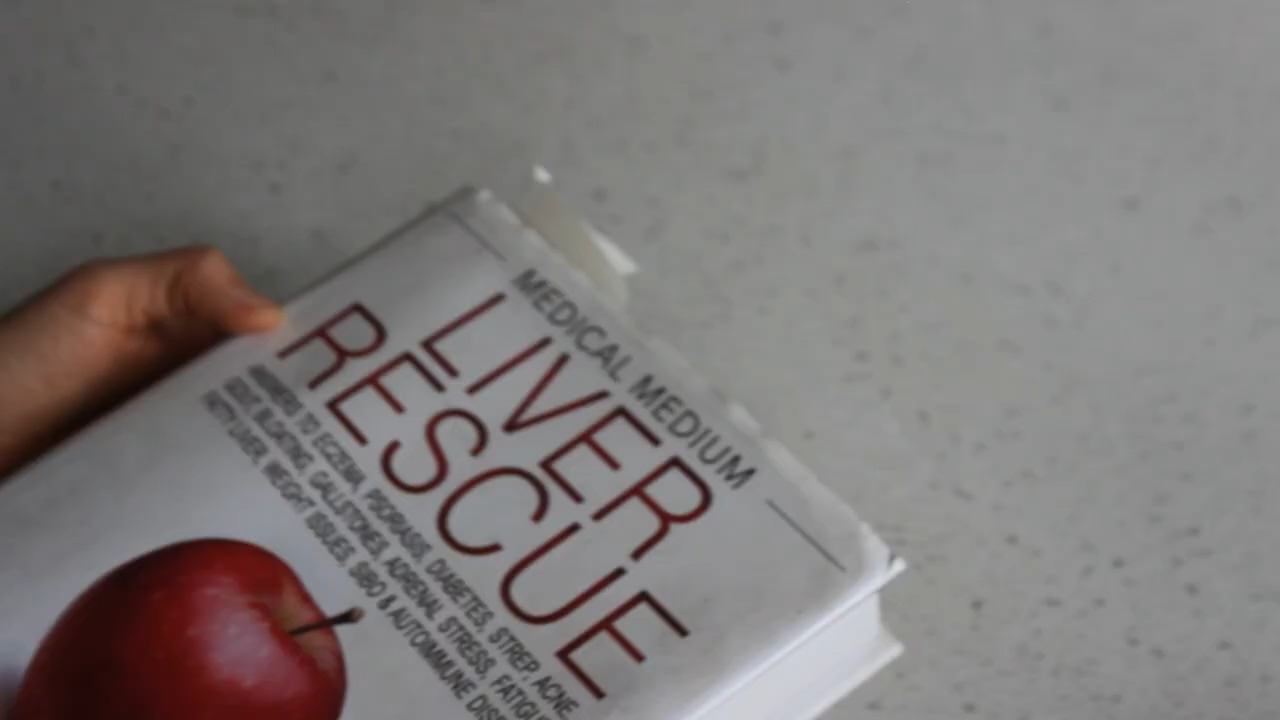 MEDICAL MEDIUM
LIVER
RESCUE
ANSWERS TO ECZEMA, PSORIASIS, DIABETES, STREP, ACNE,
GOUT, BLOATING, GALLSTONES, ADRENAL STRESS, FATIGUE
FATTY LIVER, WEIGHT ISSUES, SIBO & AUTOIMMUNE DISE